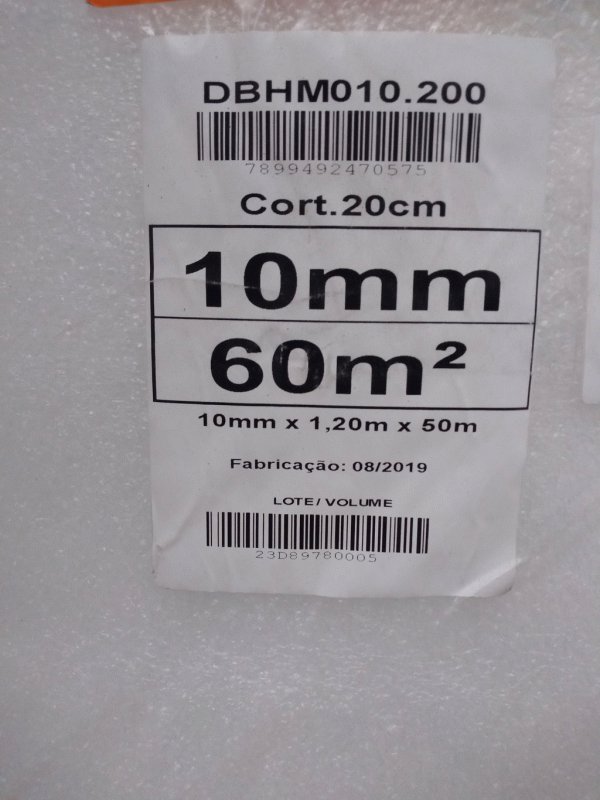 DBHM010.200
7899492470575
Cort.20cm
10mm
60m²
10mm x 1,20m x 50m
Fabricação: 08/2019
LOTE / VOLUME
23D89780005